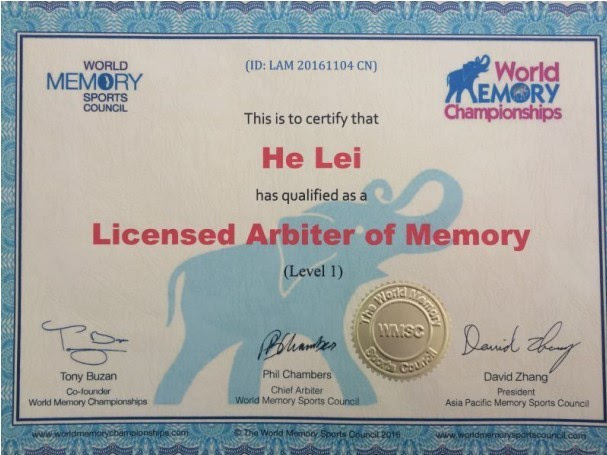 WORLD
MEMORY
SPORTS
COUNCIL
(ID: LAM 20161104 CN)
World
MEMORY
Championships
This is to certify that
He Lei
has qualified as a
Licensed Arbiter of Memory
(Level 1)
The World Memory
WMSC
Sports Council
Tony Buzan
Co-founder
World Memory Championships
Phil Chambers
Chief Arbiter
World Memory Sports Council
David Zhang
David Zhang
President
Asia Pacific Memory Sports Council
www.worldmemorychampionships.com
© The World Memory Sports Council 2016
www.worldmemorysportscouncil.com